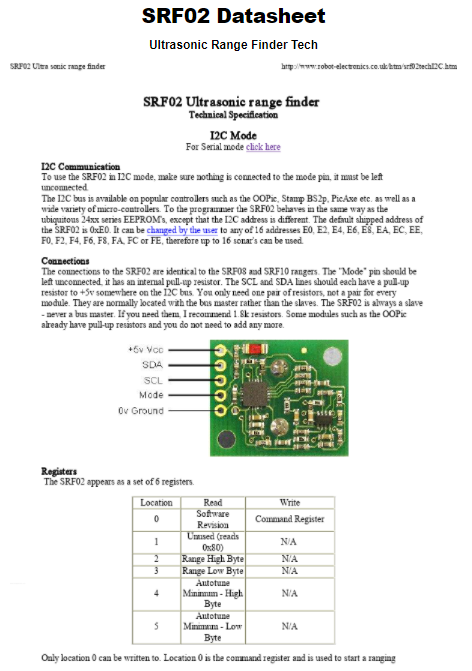 SRF02 Datasheet
Ultrasonic Range Finder Tech
SRF02 Ultra sonic range finder
http://www.robot-electronics.co.uk/htm/srf02techI2C.htm
SRF02 Ultrasonic range finder
Technical Specification
I2C Mode
For Serial mode click here
I2C Communication
To use the SRF02 in I2C mode, make sure nothing is connected to the mode pin, it must be left
unconnected.
The I2C bus is available on popular controllers such as the OOPic, Stamp BS2p, PicAxe etc. as well as a
wide variety of micro-controllers. To the programmer the SRF02 behaves in the same way as the
ubiquitous 24xx series EEPROM's, except that the I2C address is different. The default shipped address of
the SRF02 is 0xE0. It can be changed by the user to any of 16 addresses E0, E2, E4, E6, E8, EA, EC, EE,
F0, F2, F4, F6, F8, FA, FC or FE, therefore up to 16 sonar's can be used.
Connections
The connections to the SRF02 are identical to the SRF08 and SRF10 rangers. The "Mode" pin should be
left unconnected, it has an internal pull-up resistor. The SCL and SDA lines should each have a pull-up
resistor to +5v somewhere on the I2C bus. You only need one pair of resistors, not a pair for every
module. They are normally located with the bus master rather than the slaves. The SRF02 is always a slave
- never a bus master. If you need them, I recommend 1.8k resistors. Some modules such as the OOPic
already have pull-up resistors and you do not need to add any more.
+5v Vcc
SDA
SCL
Mode
0v Ground
Registers
The SRF02 appears as a set of 6 registers.
Location Read Write
0 Software Revision Command Register
1 Unused (reads 0x80) N/A
2 Range High Byte N/A
3 Range Low Byte N/A
4 Autotune Minimum - High Byte N/A
5 Autotune Minimum - Low Byte N/A
Only location 0 can be written to. Location 0 is the command register and is used to start a ranging